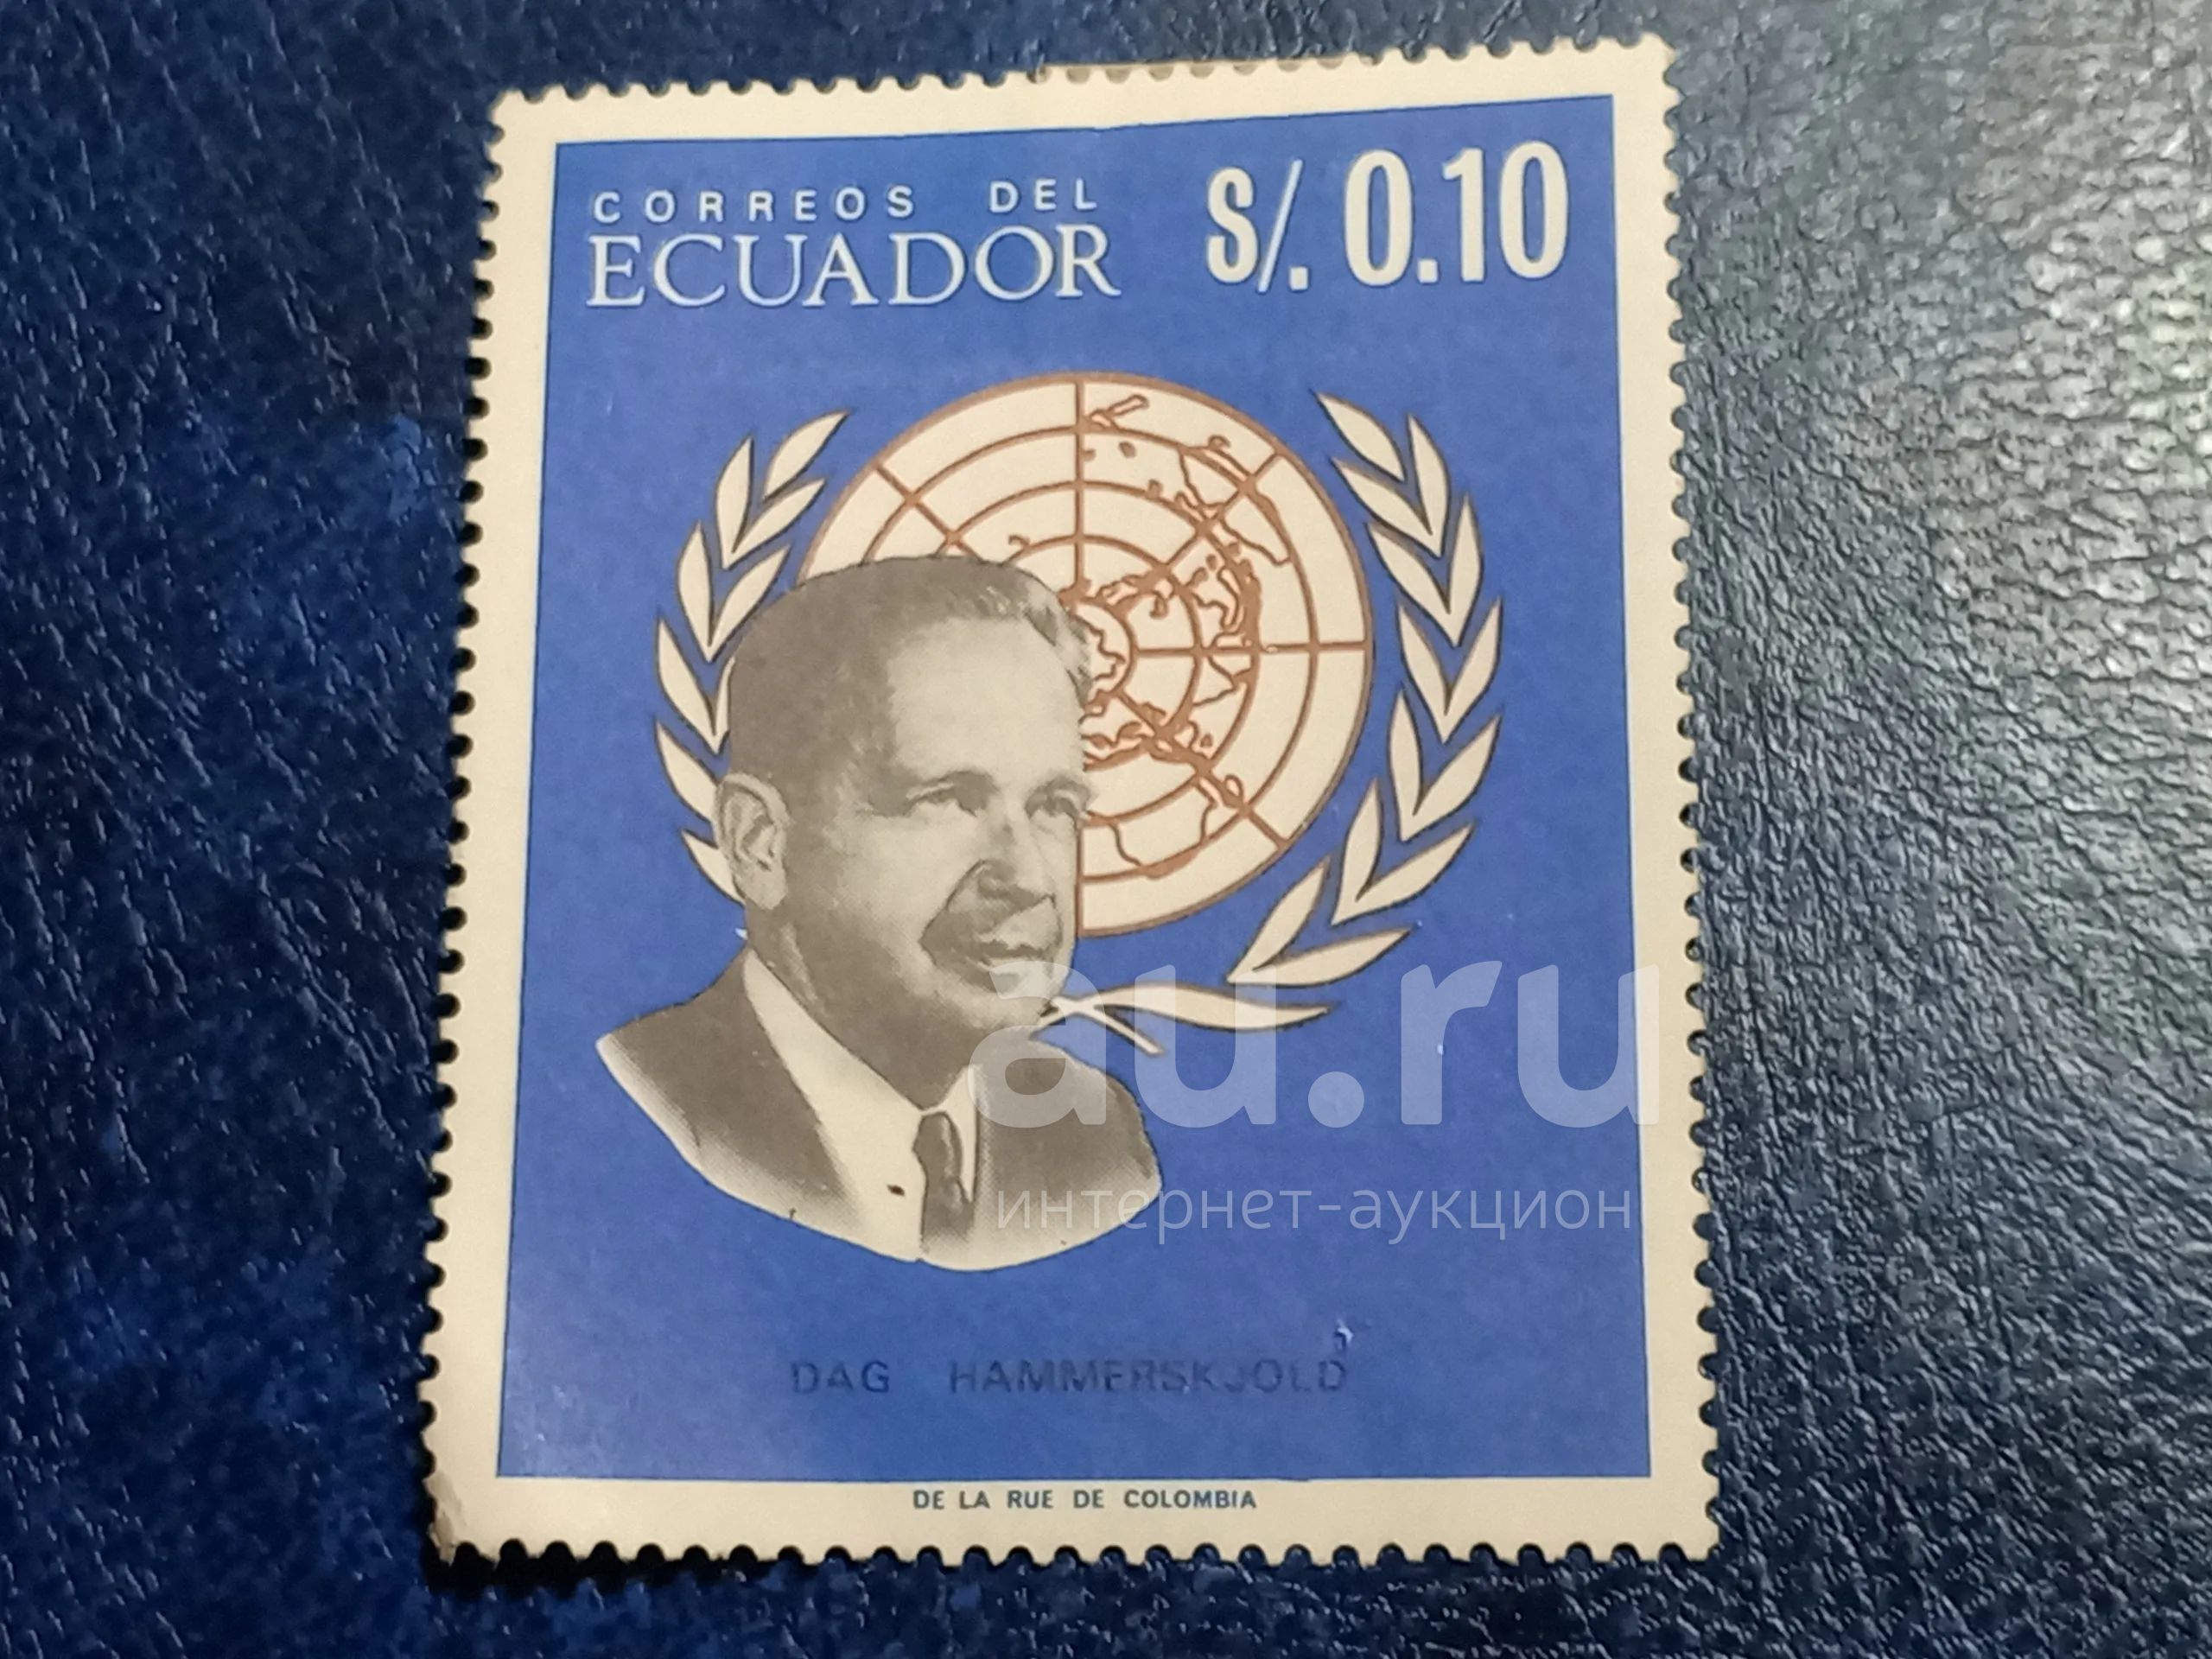 CORREOS DEL
ECUADOR
S/. 0.10
au.ru
интернет-аукцион
DAG HAMMERSKJOLD
DE LA RUE DE COLOMBIA